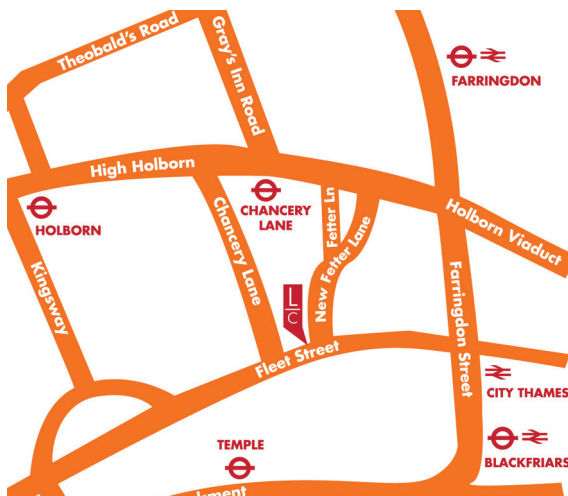 Theobald's Road
Gray's Inn Road
FARRINGDON
High Holborn
HOLBORN
CHANCERY
LANE
Fetter Ln
New Fetter Lane
Holborn Viaduct
Chancery Lane
Kingsway
L
C
Fleet Street
Farringdon Street
CITY THAMES
TEMPLE
BLACKFRIARS